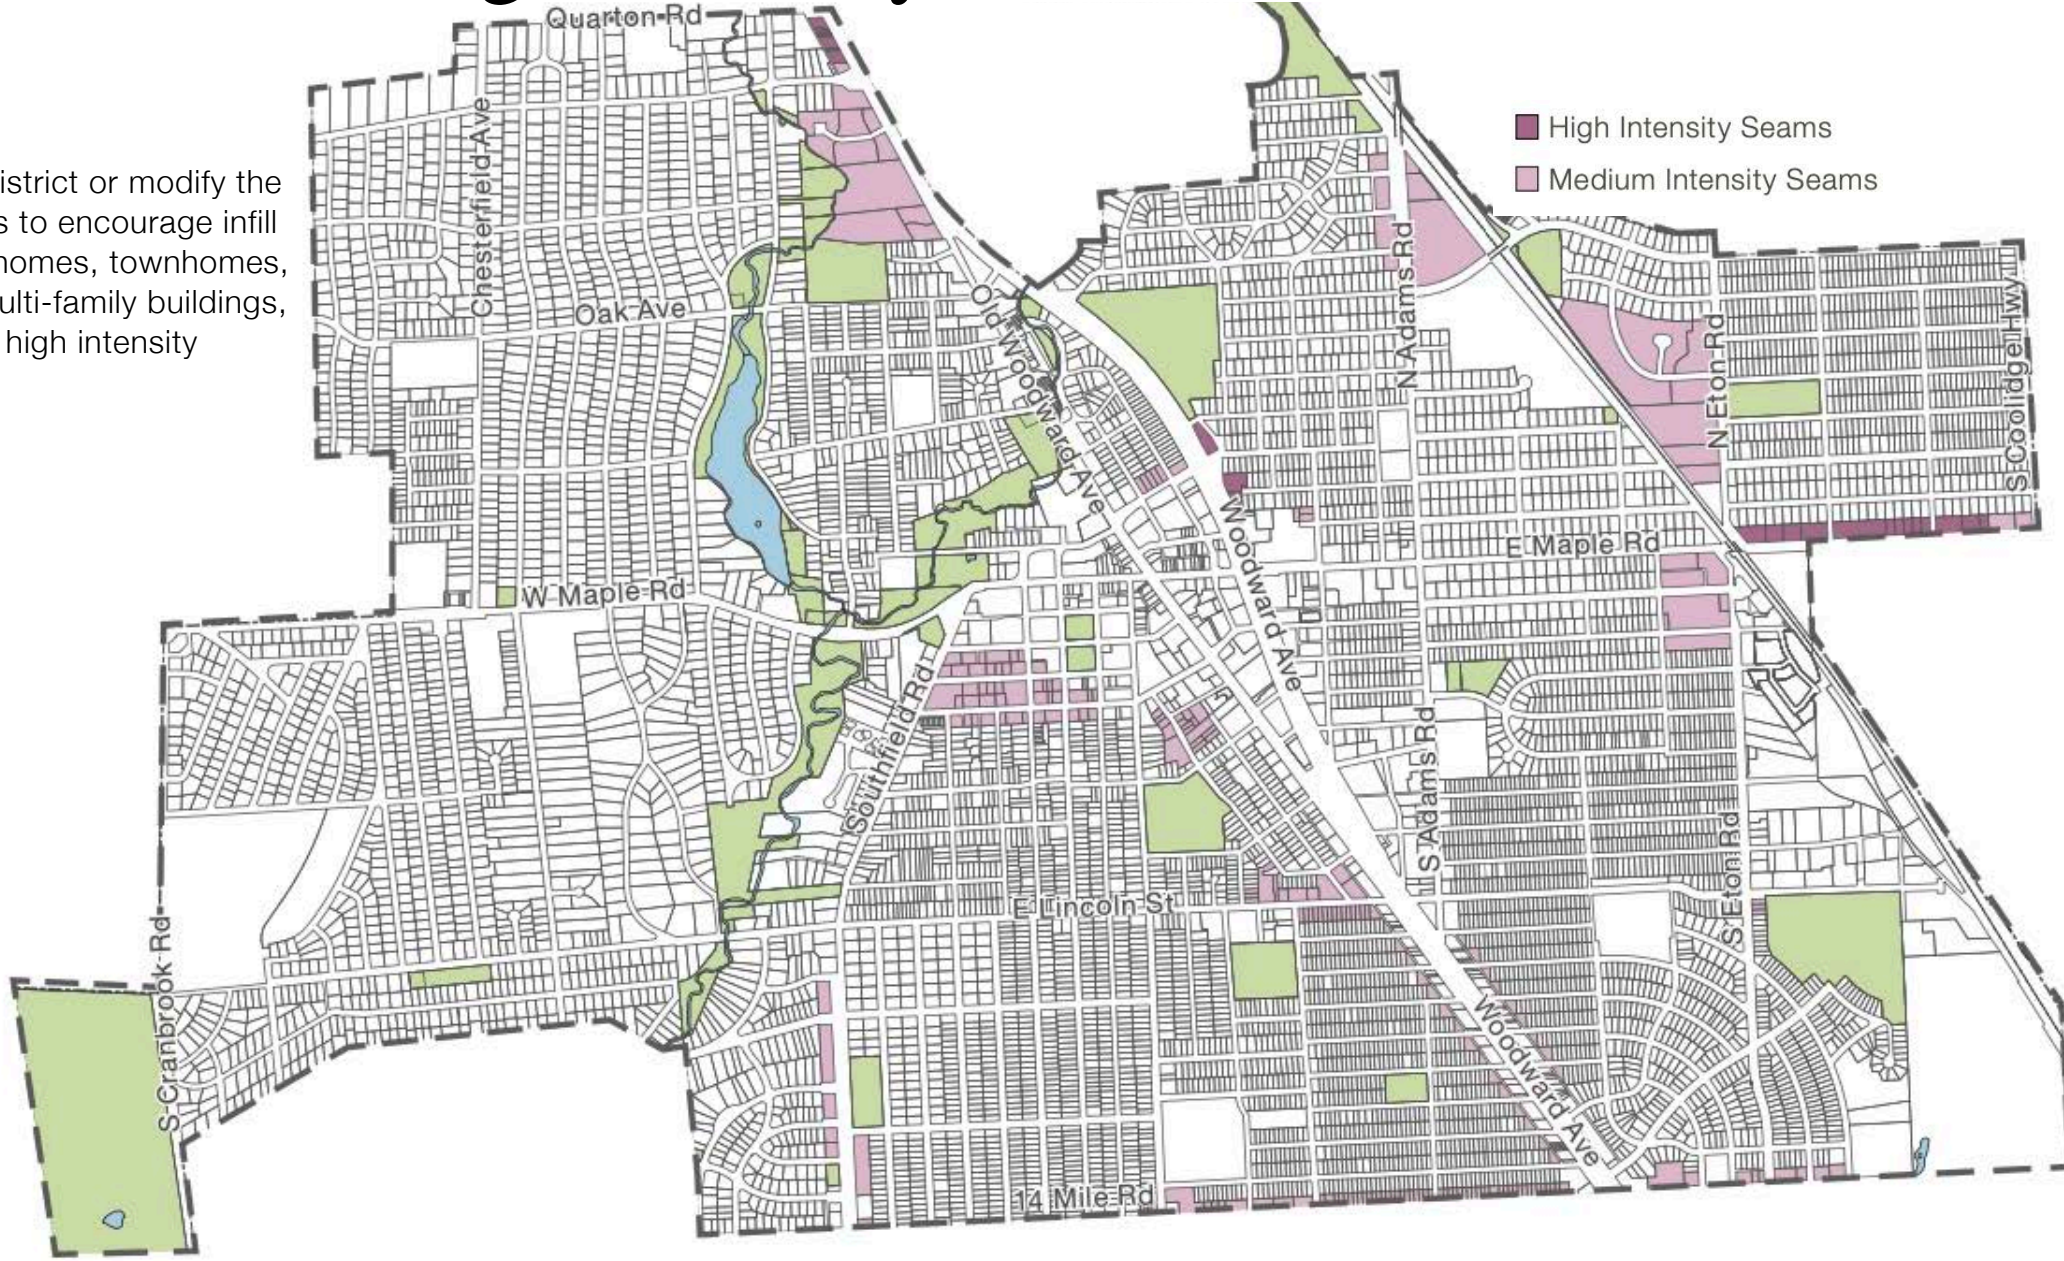 istrict or modify the
s to encourage infill
homes, townhomes,
ulti-family buildings,
high intensity
High Intensity Seams
Medium Intensity Seams
Quarton Rd
Chesterfield Ave
Oak Ave
Old Woodward Ave
N Adams Rd
N Eton Rd
S Coolidge Hwy
Woodward Ave
E Maple Rd
W Maple Rd
Southfield Rd
S Adams Rd
S Eton Rd
E Lincoln St
S Cranbrook Rd
Woodward Ave
14 Mile Rd